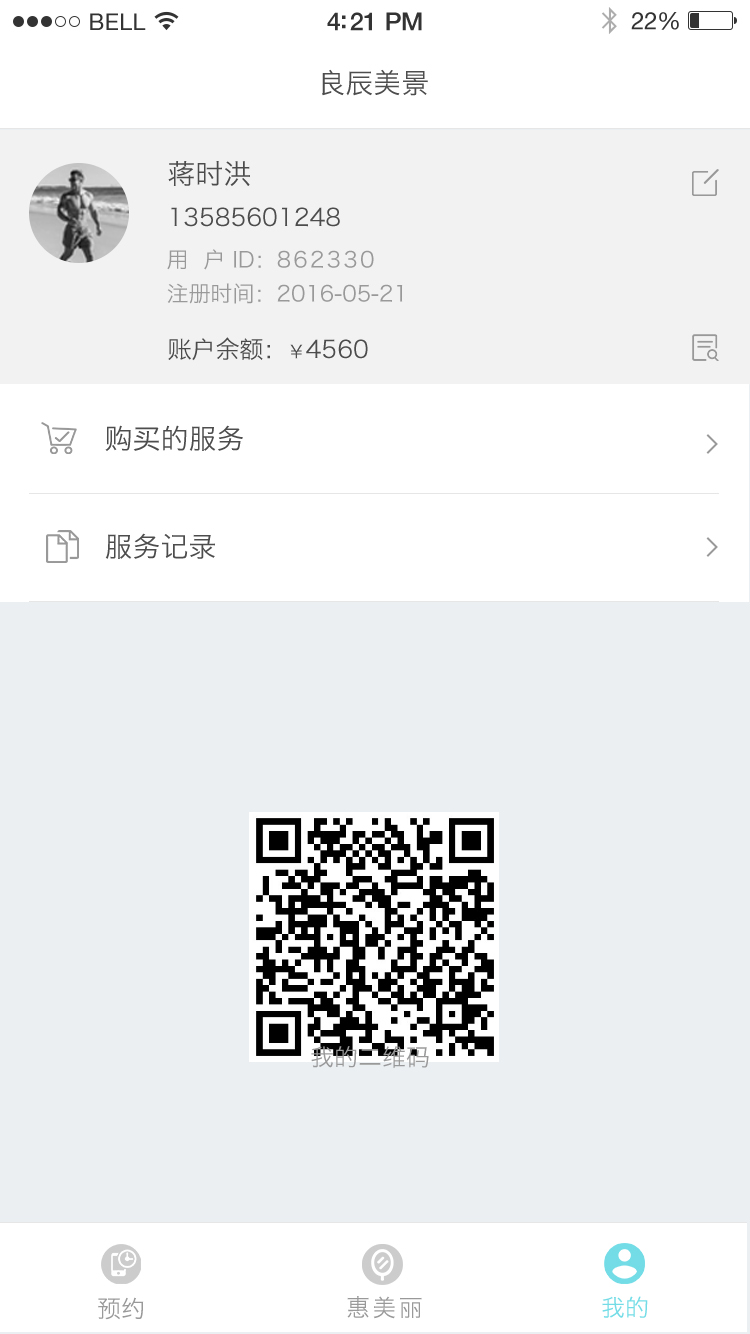 BELL 4:21 PM 22%
良辰美景
蒋时洪
13585601248
用 户 ID：862330
注册时间：2016-05-21
账户余额：¥4560
购买的服务
服务记录
我的二维码
预约 惠美丽 我的